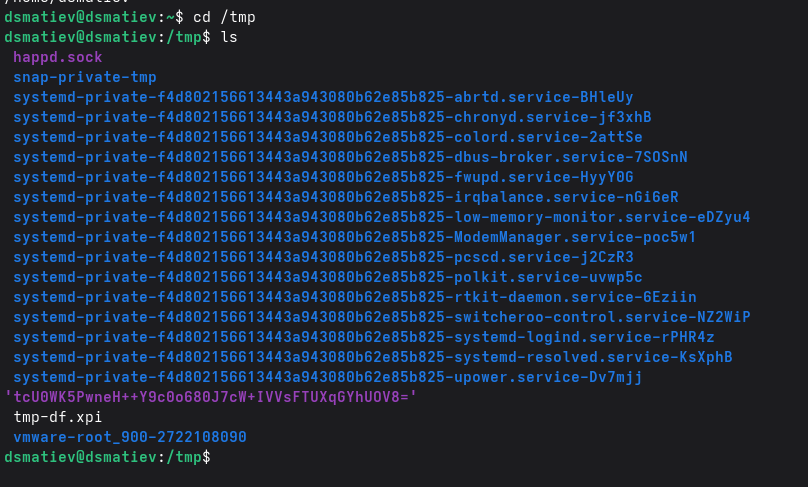 dsmatiev@dsmatiev:~$ cd /tmp
dsmatiev@dsmatiev:/tmp$ ls
happd.sock
snap-private-tmp
systemd-private-f4d802156613443a943080b62e85b825-abrtd.service-BHleUy
systemd-private-f4d802156613443a943080b62e85b825-chronyd.service-jf3xhB
systemd-private-f4d802156613443a943080b62e85b825-colord.service-2attSe
systemd-private-f4d802156613443a943080b62e85b825-dbus-broker.service-7SOSnN
systemd-private-f4d802156613443a943080b62e85b825-fwupd.service-HyyY0G
systemd-private-f4d802156613443a943080b62e85b825-irqbalance.service-nGi6eR
systemd-private-f4d802156613443a943080b62e85b825-low-memory-monitor.service-eDZyu4
systemd-private-f4d802156613443a943080b62e85b825-ModemManager.service-poc5w1
systemd-private-f4d802156613443a943080b62e85b825-pcscd.service-j2CzR3
systemd-private-f4d802156613443a943080b62e85b825-polkit.service-uvwp5c
systemd-private-f4d802156613443a943080b62e85b825-rtkit-daemon.service-6Eziin
systemd-private-f4d802156613443a943080b62e85b825-switcheroo-control.service-NZ2WiP
systemd-private-f4d802156613443a943080b62e85b825-systemd-logind.service-rPHR4z
systemd-private-f4d802156613443a943080b62e85b825-systemd-resolved.service-KsXphB
systemd-private-f4d802156613443a943080b62e85b825-upower.service-Dv7mjj
'tcU0WK5PwneH++Y9c0o680J7cW+IVVsFTUXqGYhUOV8='
tmp-df.xpi
vmware-root_900-2722108090
dsmatiev@dsmatiev:/tmp$